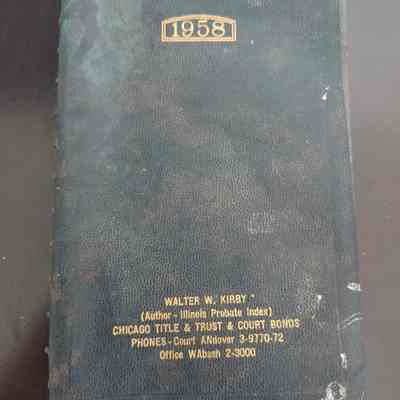 1958
WALTER W. KIRBY
(Author - Illinois Probate Index)
CHICAGO TITLE & TRUST & COURT BONDS
PHONES - Court ANdover 3-9770-72
Office WAbash 2-3000